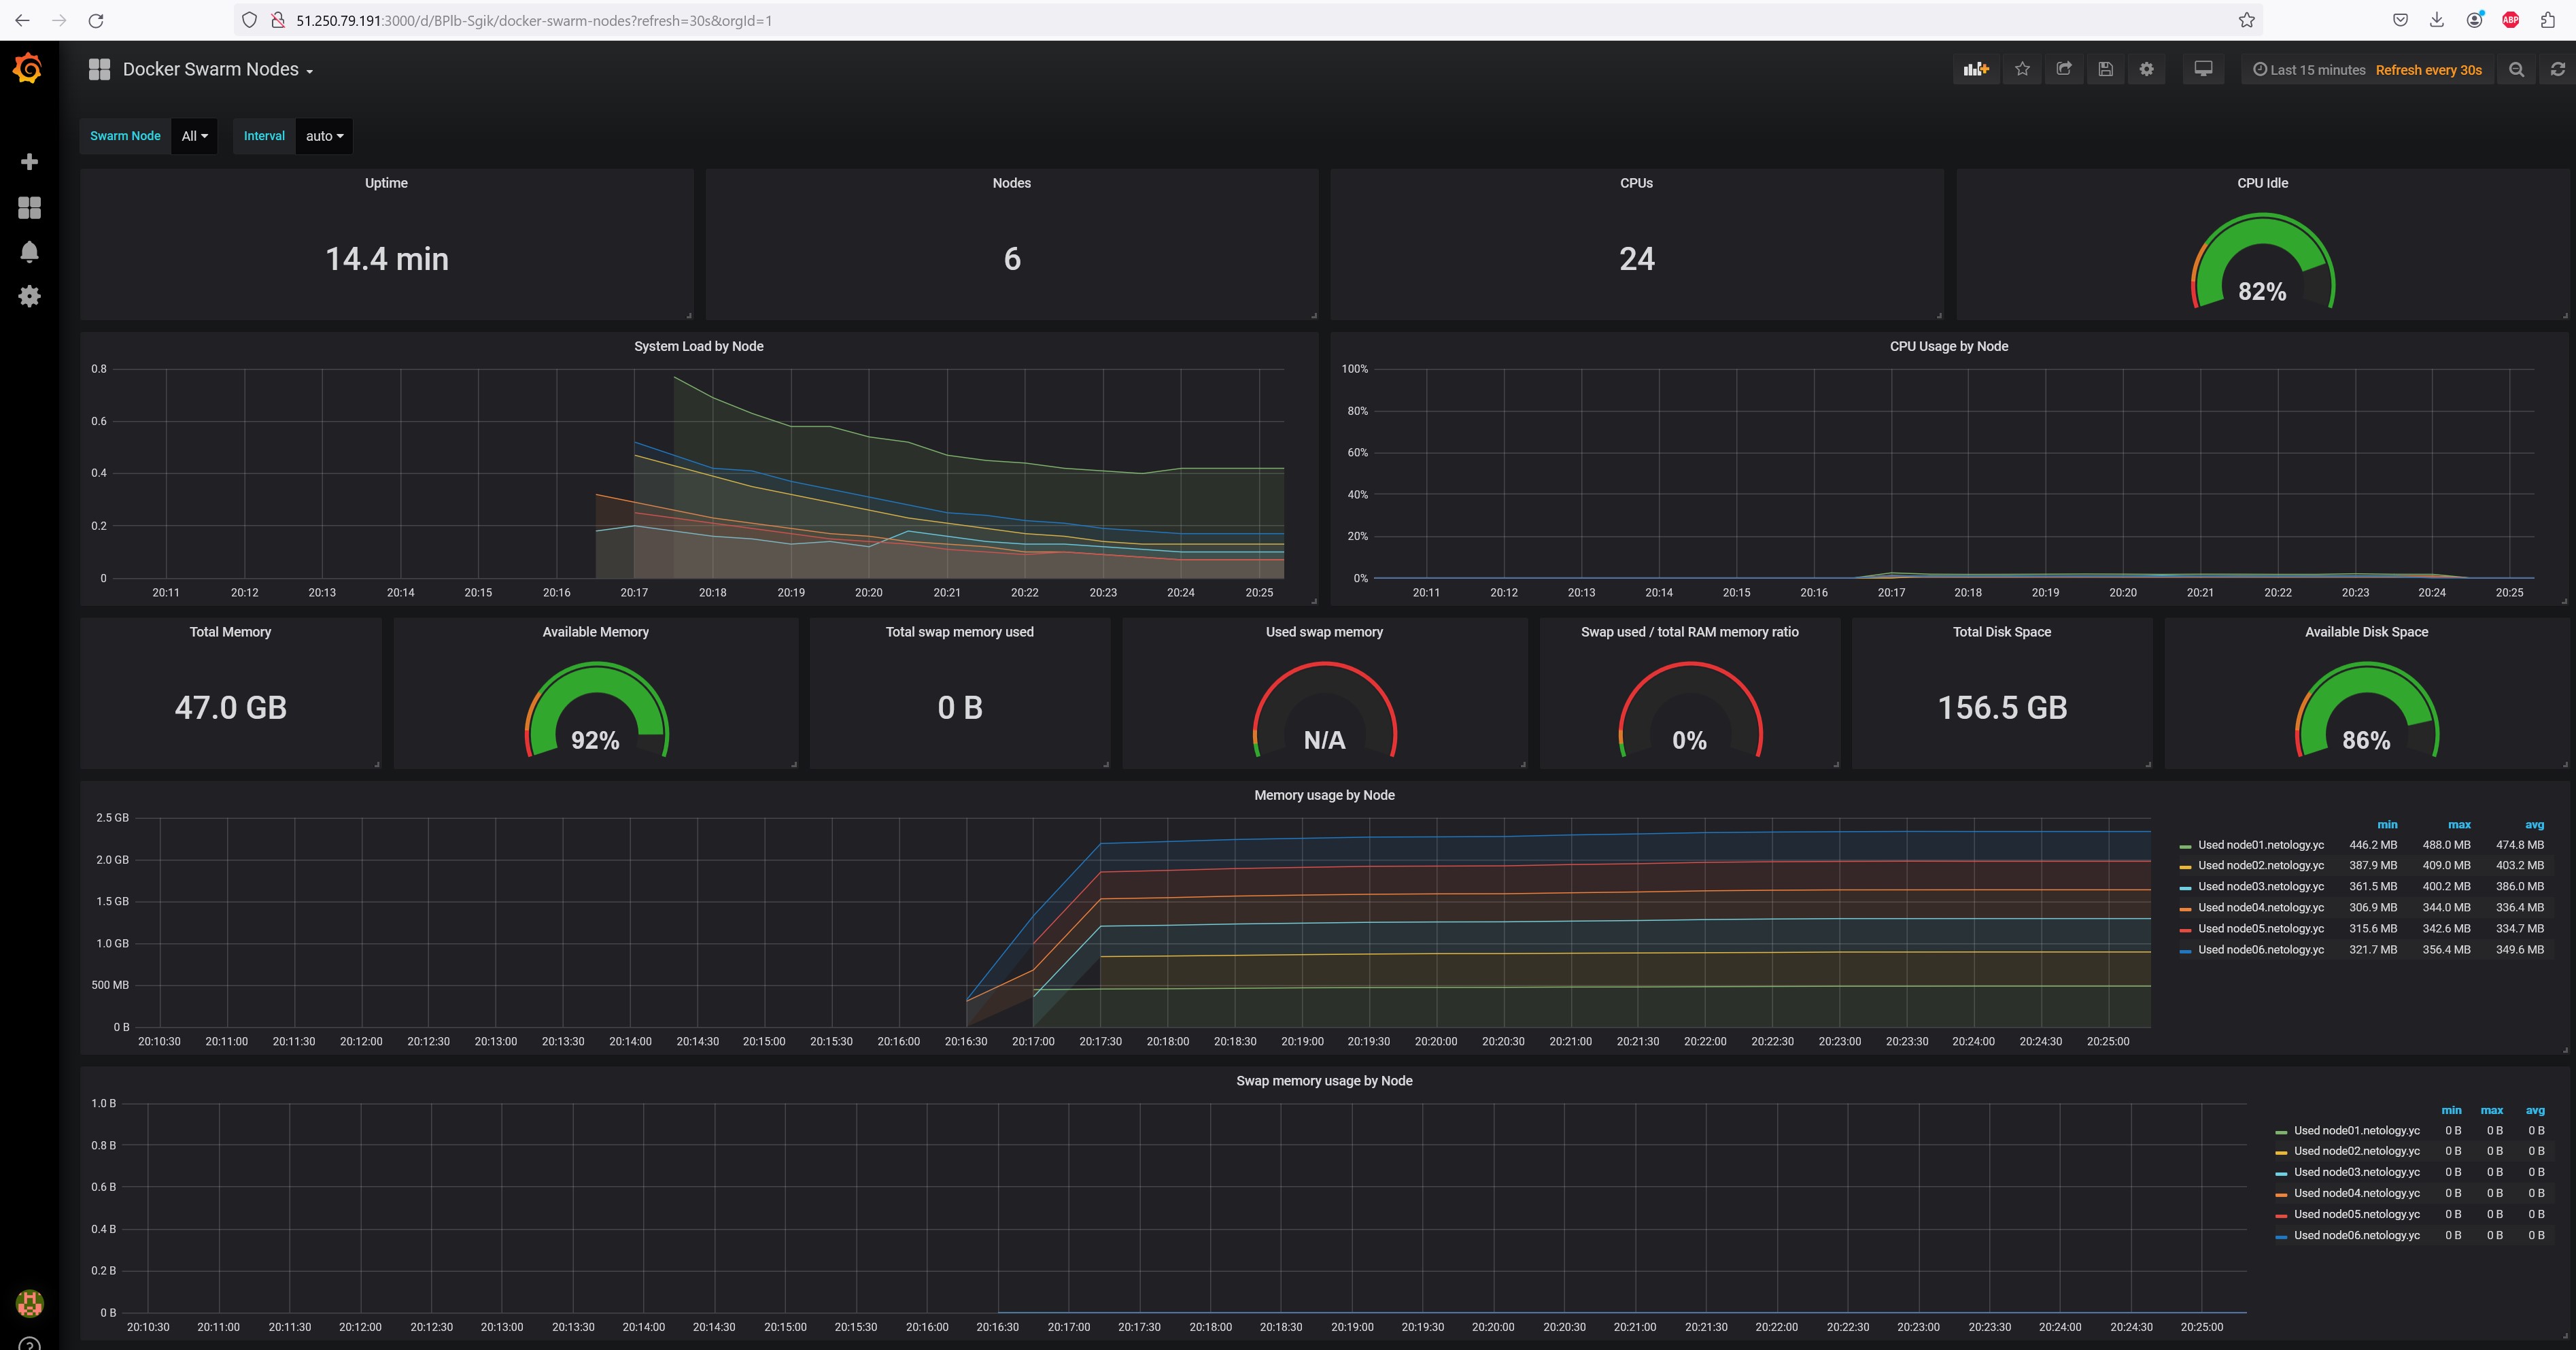 51.250.79.191:3000/d/BPIb-Sgik/docker-swarm-nodes?refresh=30s&orgId=1
ABP
Docker Swarm Nodes
Last 15 minutes Refresh every 30s
Swarm Node All Interval auto
Uptime
14.4 min
Nodes
6
CPUs
24
CPU Idle
82%
System Load by Node
0.8
0.6
0.4
0.2
0
20:11 20:12 20:13 20:14 20:15 20:16 20:17 20:18 20:19 20:20 20:21 20:22 20:23 20:24 20:25
CPU Usage by Node
100%
80%
60%
40%
20%
0%
20:11 20:12 20:13 20:14 20:15 20:16 20:17 20:18 20:19 20:20 20:21 20:22 20:23 20:24 20:25
Total Memory
47.0 GB
Available Memory
92%
Total swap memory used
0 B
Used swap memory
N/A
Swap used / total RAM memory ratio
0%
Total Disk Space
156.5 GB
Available Disk Space
86%
Memory usage by Node
2.5 GB
2.0 GB
1.5 GB
1.0 GB
500 MB
0 B
20:10:30 20:11:00 20:11:30 20:12:00 20:12:30 20:13:00 20:13:30 20:14:00 20:14:30 20:15:00 20:15:30 20:16:00 20:16:30 20:17:00 20:17:30 20:18:00 20:18:30 20:19:00 20:19:30 20:20:00 20:20:30 20:21:00 20:21:30 20:22:00 20:22:30 20:23:00 20:23:30 20:24:00 20:24:30 20:25:00
min max avg
Used node01.netology.yc 446.2 MB 488.0 MB 474.8 MB
Used node02.netology.yc 387.9 MB 409.0 MB 403.2 MB
Used node03.netology.yc 361.5 MB 400.2 MB 386.0 MB
Used node04.netology.yc 306.9 MB 344.0 MB 336.4 MB
Used node05.netology.yc 315.6 MB 342.6 MB 334.7 MB
Used node06.netology.yc 321.7 MB 356.4 MB 349.6 MB
Swap memory usage by Node
1.0 B
0.8 B
0.6 B
0.4 B
0.2 B
0 B
20:10:30 20:11:00 20:11:30 20:12:00 20:12:30 20:13:00 20:13:30 20:14:00 20:14:30 20:15:00 20:15:30 20:16:00 20:16:30 20:17:00 20:17:30 20:18:00 20:18:30 20:19:00 20:19:30 20:20:00 20:20:30 20:21:00 20:21:30 20:22:00 20:22:30 20:23:00 20:23:30 20:24:00 20:24:30 20:25:00
min max avg
Used node01.netology.yc 0 B 0 B 0 B
Used node02.netology.yc 0 B 0 B 0 B
Used node03.netology.yc 0 B 0 B 0 B
Used node04.netology.yc 0 B 0 B 0 B
Used node05.netology.yc 0 B 0 B 0 B
Used node06.netology.yc 0 B 0 B 0 B